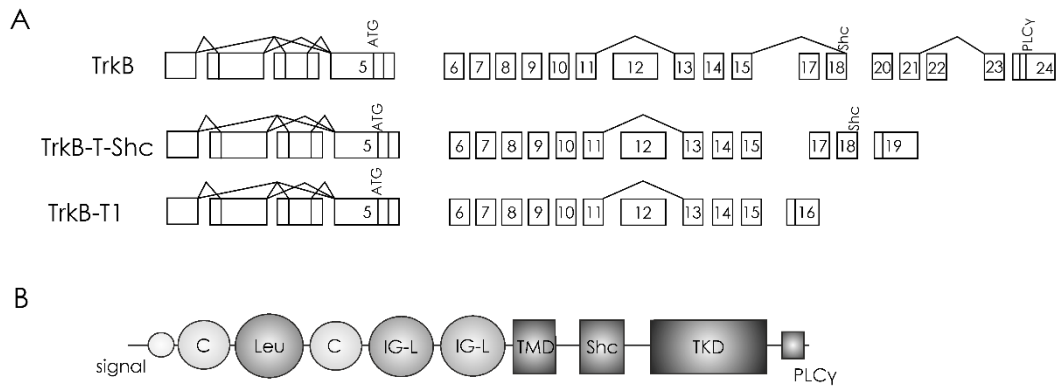 A
TrkB
5
ATG
6 7 8 9 10 11 12 13 14 15 17 18 20 21 22 23 24
Shc
PLCγ
TrkB-T-Shc
5
ATG
6 7 8 9 10 11 12 13 14 15 17 18 19
Shc
TrkB-T1
5
ATG
6 7 8 9 10 11 12 13 14 15 16
B
signal
C Leu C IG-L IG-L TMD Shc TKD
PLCγ